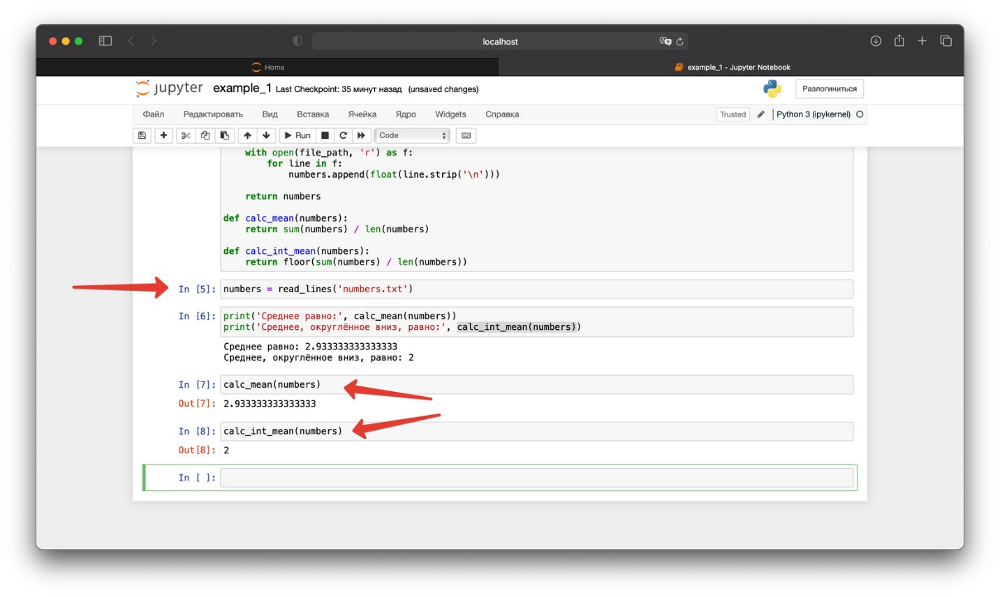 localhost
Home
example_1 - Jupyter Notebook
jupyter example_1 Last Checkpoint: 35 минут назад (unsaved changes)
Разлогиниться
Файл Редактировать Вид Вставка Ячейка Ядро Widgets Справка
Trusted Python 3 (ipykernel)
Run Code
with open(file_path, 'r') as f:
for line in f:
numbers.append(float(line.strip('\n')))
return numbers
def calc_mean(numbers):
return sum(numbers) / len(numbers)
def calc_int_mean(numbers):
return floor(sum(numbers) / len(numbers))
In [5]: numbers = read_lines('numbers.txt')
In [6]: print('Среднее равно:', calc_mean(numbers))
print('Среднее, округлённое вниз, равно:', calc_int_mean(numbers))
Среднее равно: 2.933333333333333
Среднее, округлённое вниз, равно: 2
In [7]: calc_mean(numbers)
Out[7]: 2.933333333333333
In [8]: calc_int_mean(numbers)
Out[8]: 2
In [ ]: